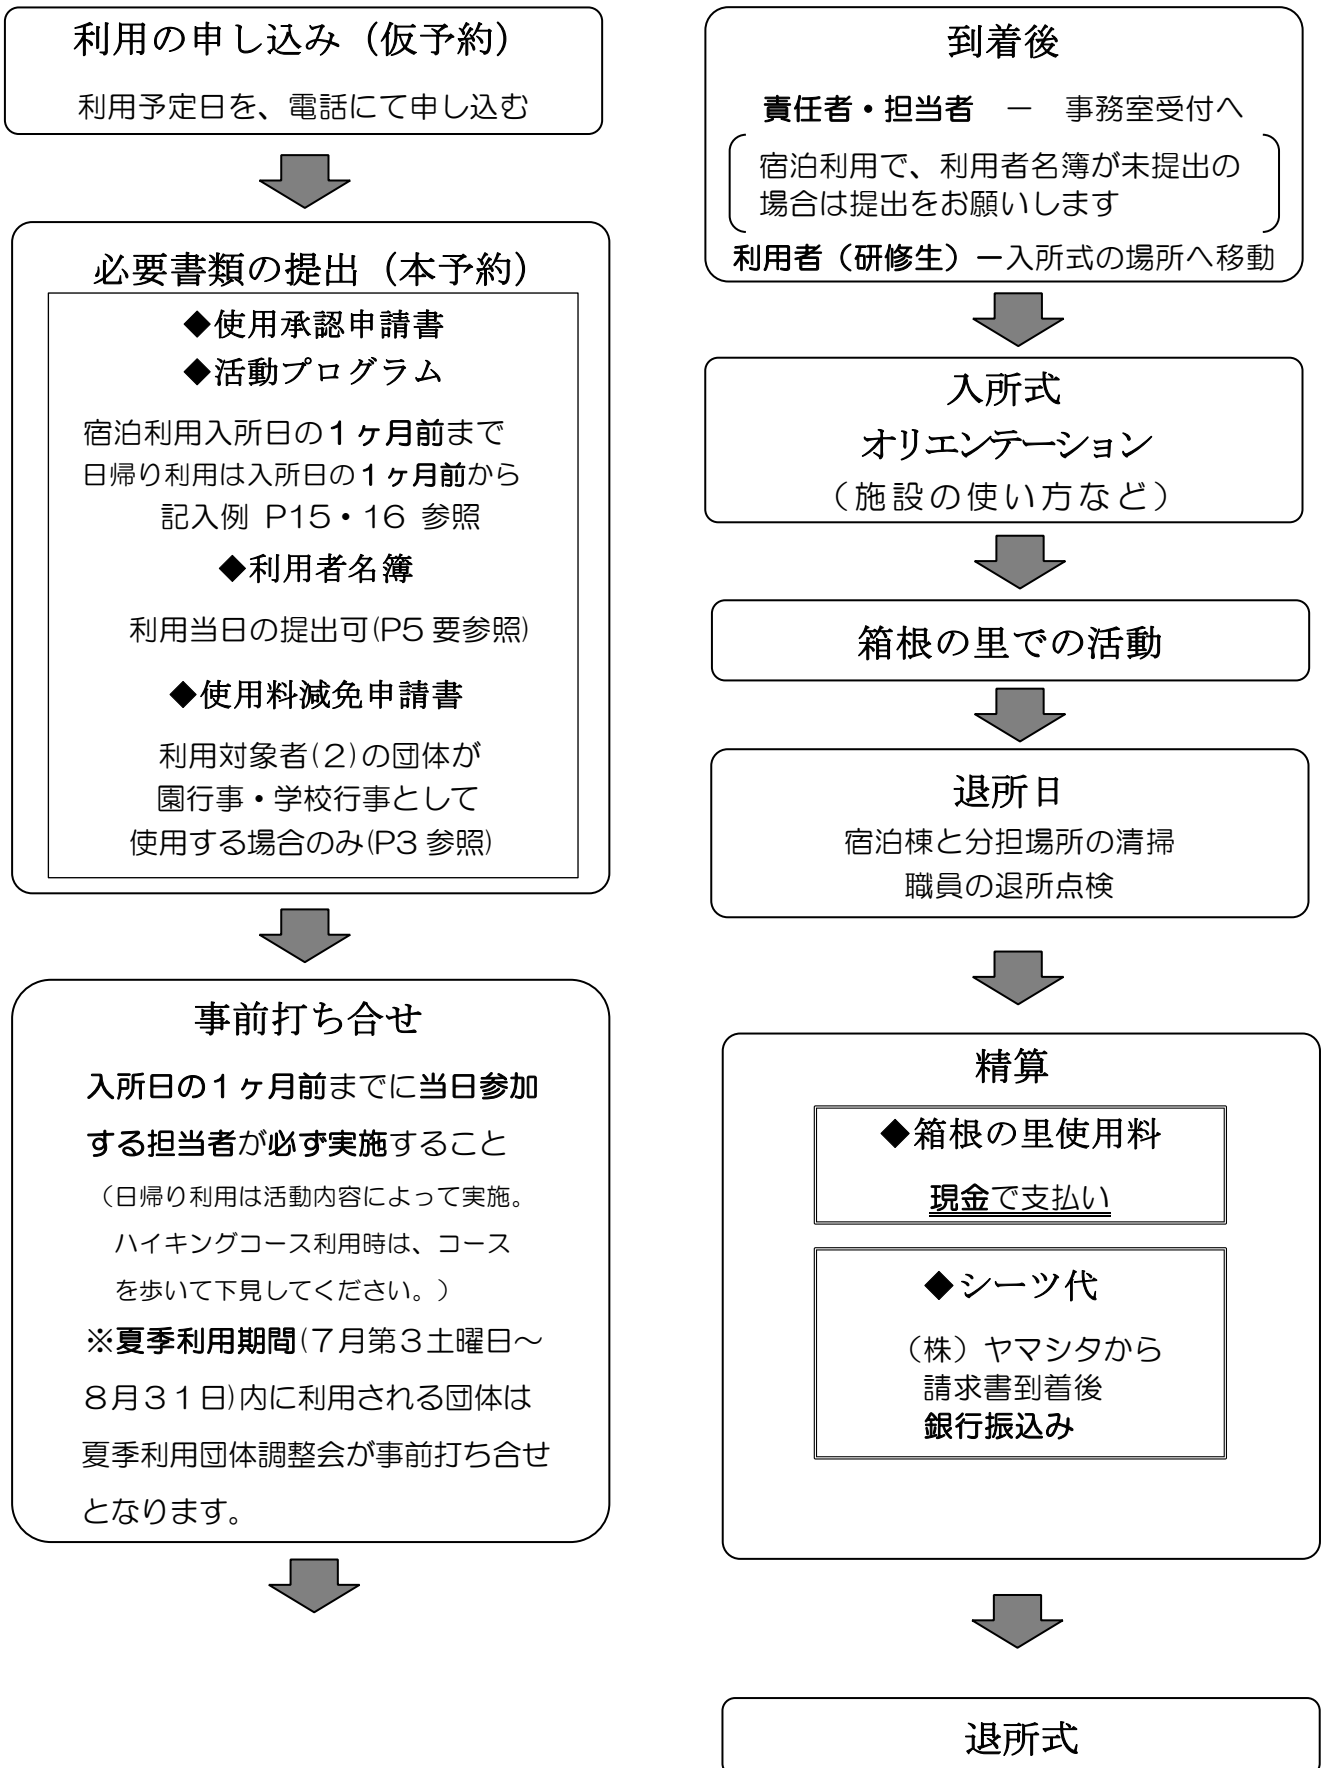 利用の申し込み（仮予約）
利用予定日を、電話にて申し込む
必要書類の提出（本予約）
◆使用承認申請書
◆活動プログラム
宿泊利用入所日の１ヶ月前まで
日帰り利用は入所日の１ヶ月前から
記入例 P15・16 参照
◆利用者名簿
利用当日の提出可(P5 要参照)
◆使用料減免申請書
利用対象者(２)の団体が
園行事・学校行事として
使用する場合のみ(P3 参照)
事前打ち合せ
入所日の１ヶ月前までに当日参加
する担当者が必ず実施すること
（日帰り利用は活動内容によって実施。
ハイキングコース利用時は、コース
を歩いて下見してください。）
※夏季利用期間(７月第３土曜日～
８月３１日)内に利用される団体は
夏季利用団体調整会が事前打ち合せ
となります。
到着後
責任者・担当者　－　事務室受付へ
宿泊利用で、利用者名簿が未提出の
場合は提出をお願いします
利用者（研修生）－入所式の場所へ移動
入所式
オリエンテーション
（施設の使い方など）
箱根の里での活動
退所日
宿泊棟と分担場所の清掃
職員の退所点検
精算
◆箱根の里使用料
現金で支払い
◆シーツ代
（株）ヤマシタから
請求書到着後
銀行振込み
退所式